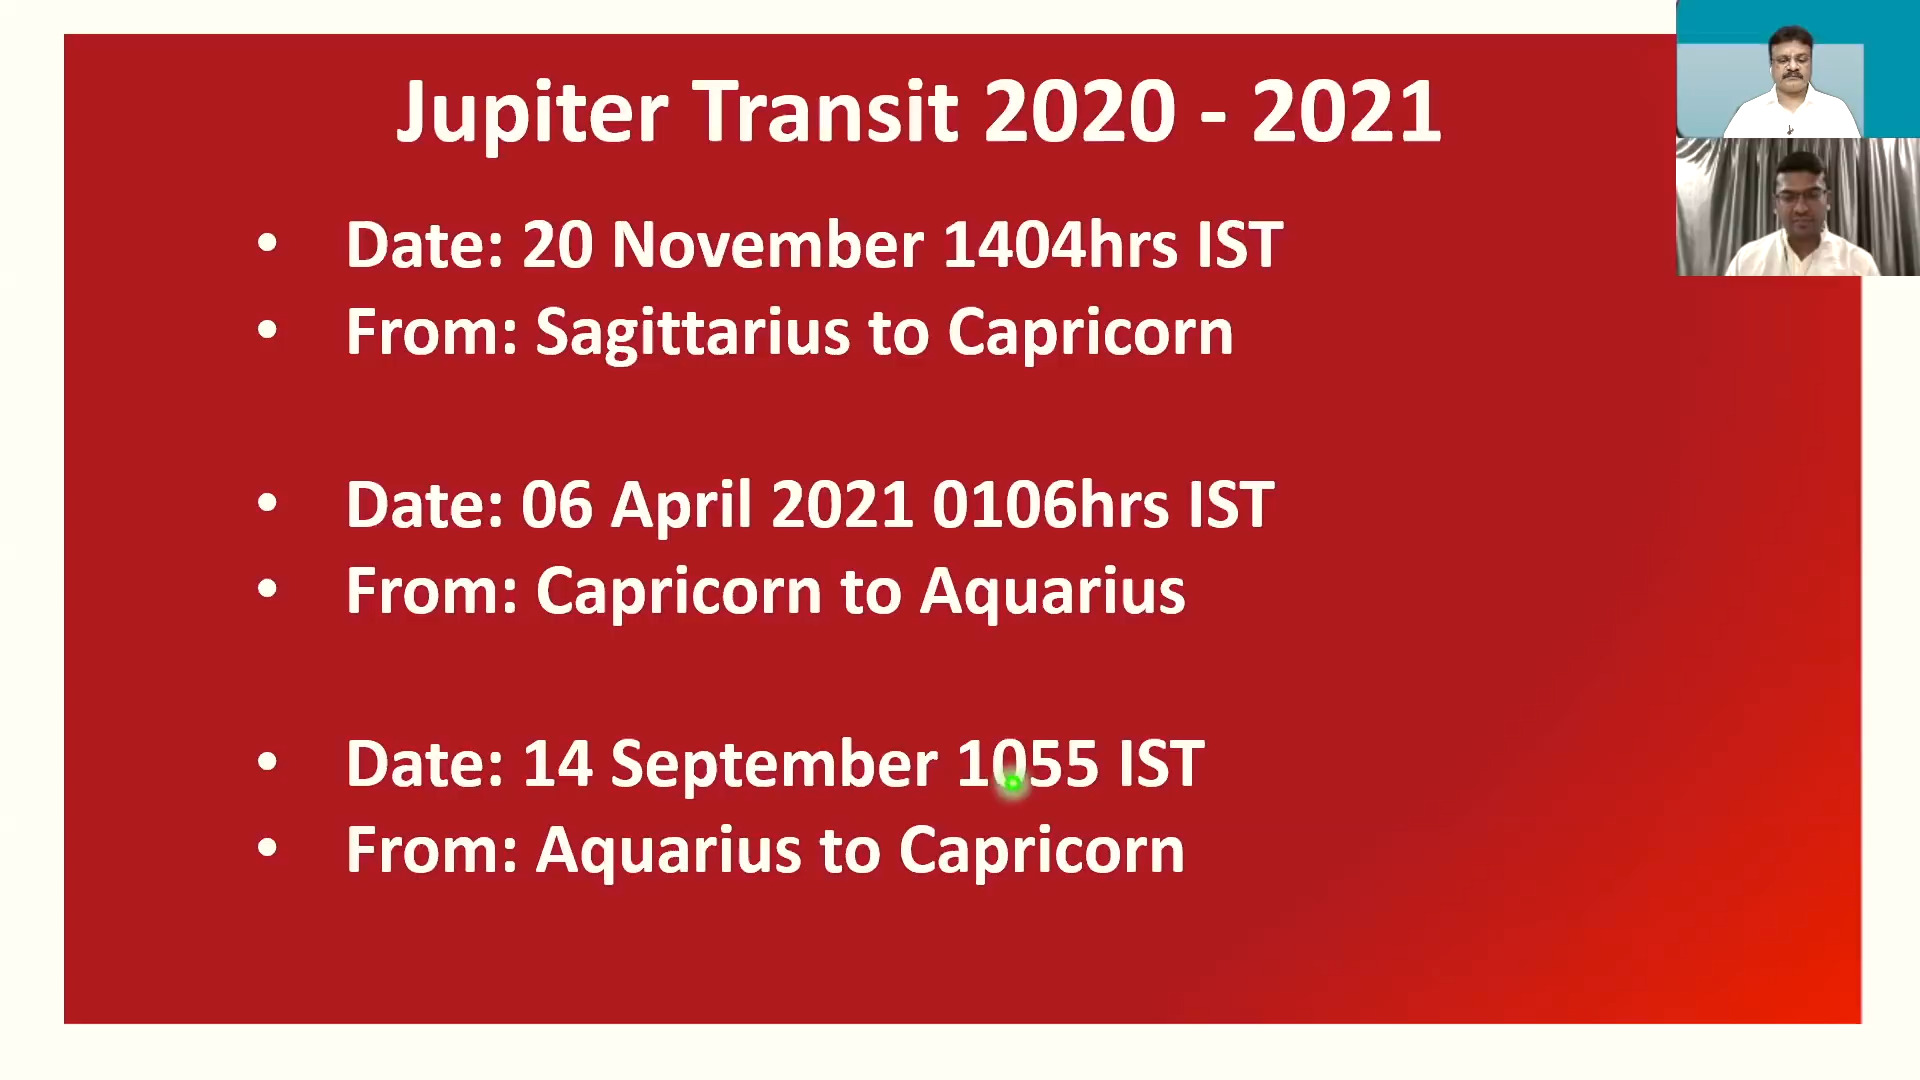 Jupiter Transit 2020 - 2021
• Date: 20 November 1404hrs IST
• From: Sagittarius to Capricorn
• Date: 06 April 2021 0106hrs IST
• From: Capricorn to Aquarius
• Date: 14 September 1055 IST
• From: Aquarius to Capricorn